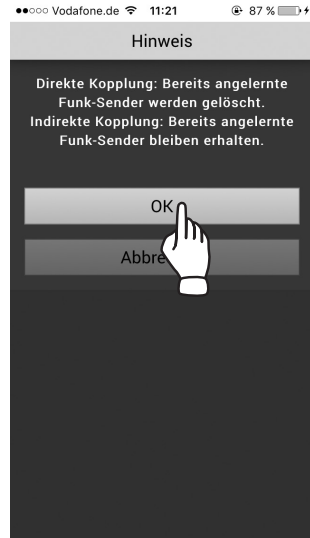 Vodafone.de 11:21 87 %
Hinweis
Direkte Kopplung: Bereits angelernte
Funk-Sender werden gelöscht.
Indirekte Kopplung: Bereits angelernte
Funk-Sender bleiben erhalten.
OK
Abbre